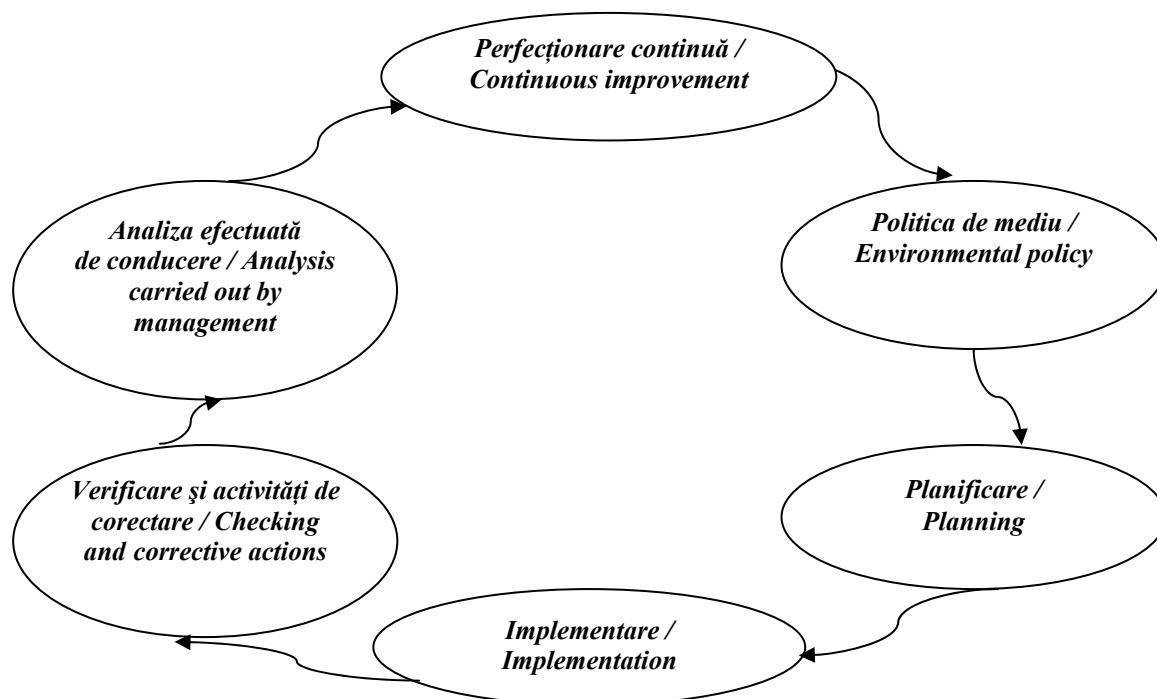 Perfecționare continuă /
Continuous improvement
Politica de mediu /
Environmental policy
Planificare /
Planning
Implementare /
Implementation
Verificare şi activități de
corectare / Checking
and corrective actions
Analiza efectuată
de conducere / Analysis
carried out by
management